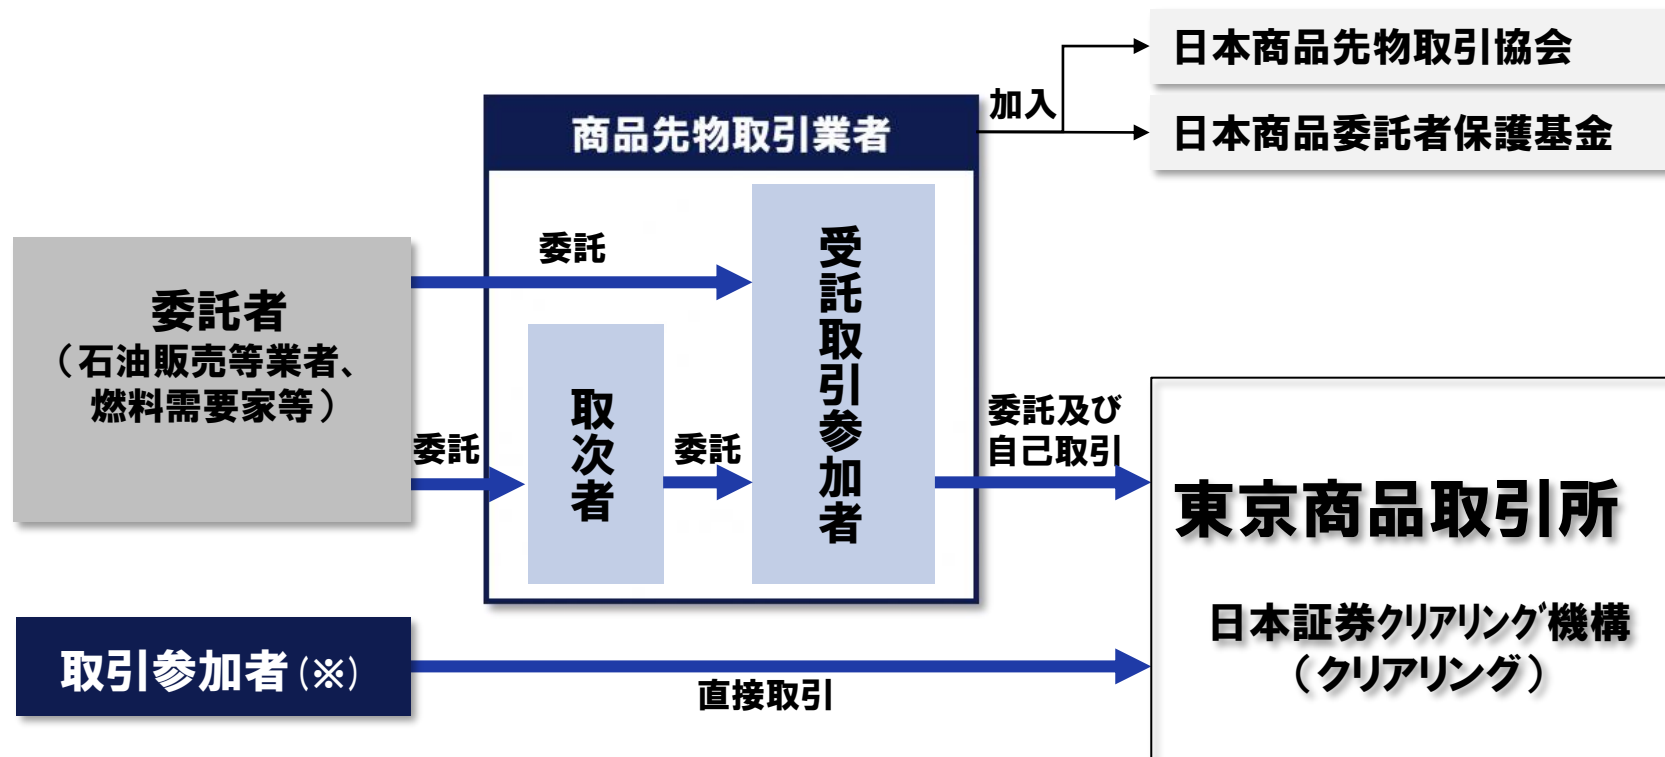 日本商品先物取引協会
加入
日本商品委託者保護基金
商品先物取引業者
委託
受託取引参加者
委託者
（石油販売等業者、
燃料需要家等）
委託
取次者
委託
委託及び
自己取引
東京商品取引所
日本証券クリアリング機構
（クリアリング）
取引参加者（※）
直接取引